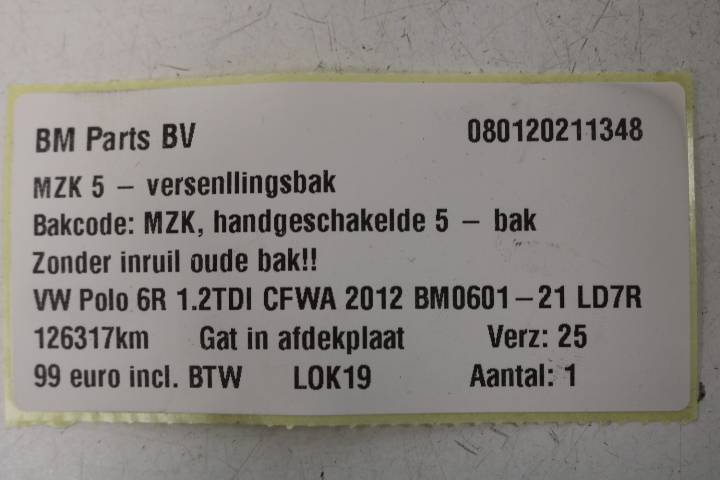 BM Parts BV 080120211348
MZK 5 – versenllingsbak
Bakcode: MZK, handgeschakelde 5 – bak
Zonder inruil oude bak!!
VW Polo 6R 1.2TDI CFWA 2012 BM0601–21 LD7R
126317km Gat in afdekplaat Verz: 25
99 euro incl. BTW LOK19 Aantal: 1